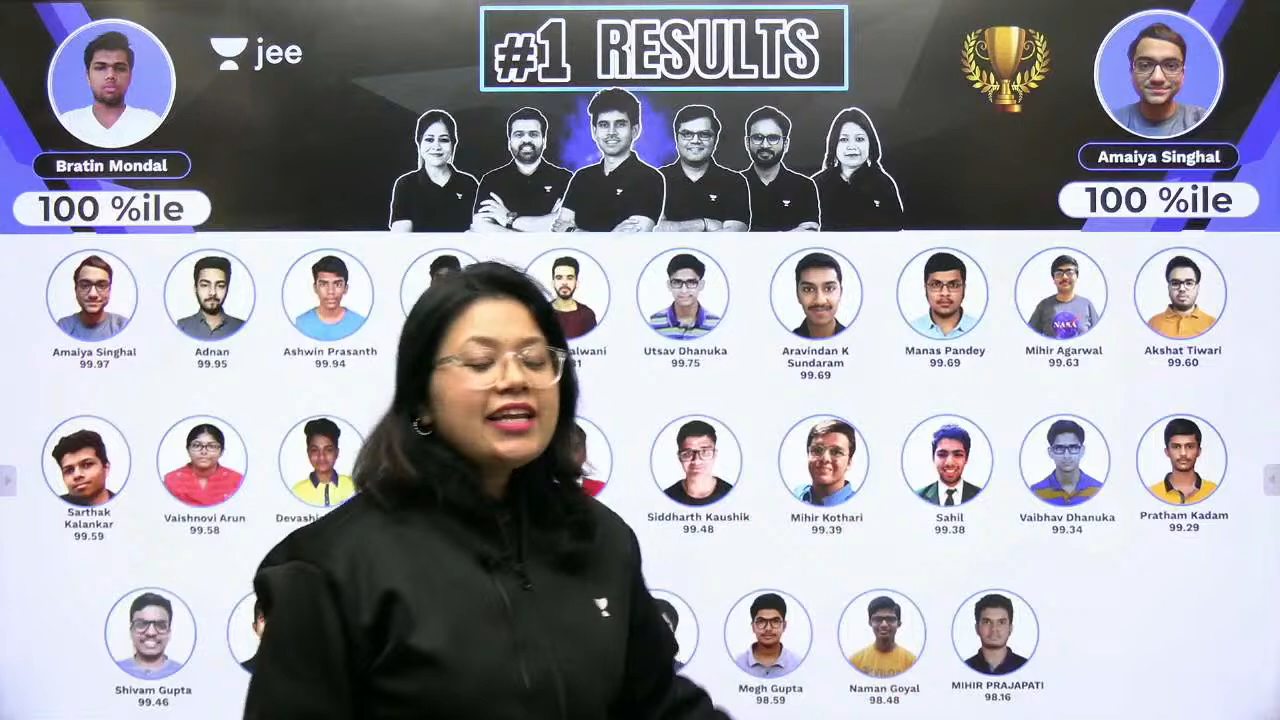 jee
#1 RESULTS
Bratin Mondal
100 %ile
Amaiya Singhal
100 %ile
Amaiya Singhal
99.97
Adnan
99.95
Ashwin Prasanth
99.94
Utsav Dhanuka
99.75
Aravindan K
Sundaram
99.69
Manas Pandey
99.69
Mihir Agarwal
99.63
NASA
Akshat Tiwari
99.60
Sarthak
Kalankar
99.59
Vaishnovi Arun
99.58
Siddharth Kaushik
99.48
Mihir Kothari
99.39
Sahil
99.38
Vaibhav Dhanuka
99.34
Pratham Kadam
99.29
Shivam Gupta
99.46
Megh Gupta
98.59
Naman Goyal
98.48
MIHIR PRAJAPATI
98.16